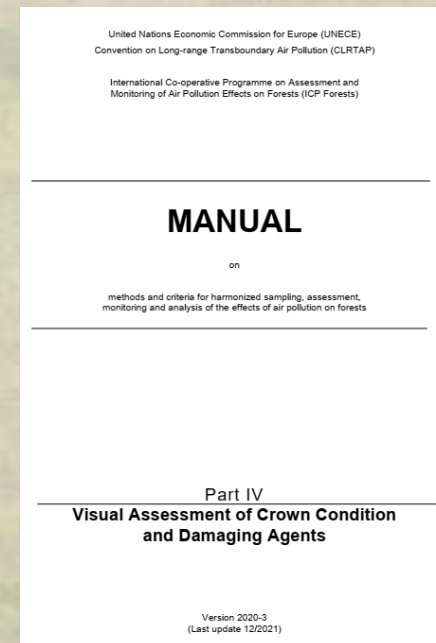 United Nations Economic Commission for Europe (UNECE)
Convention on Long-range Transboundary Air Pollution (CLRTAP)
International Co-operative Programme on Assessment and
Monitoring of Air Pollution Effects on Forests (ICP Forests)
MANUAL
on
methods and criteria for harmonized sampling, assessment,
monitoring and analysis of the effects of air pollution on forests
Part IV
Visual Assessment of Crown Condition
and Damaging Agents
Version 2020-3
(Last update 12/2021)